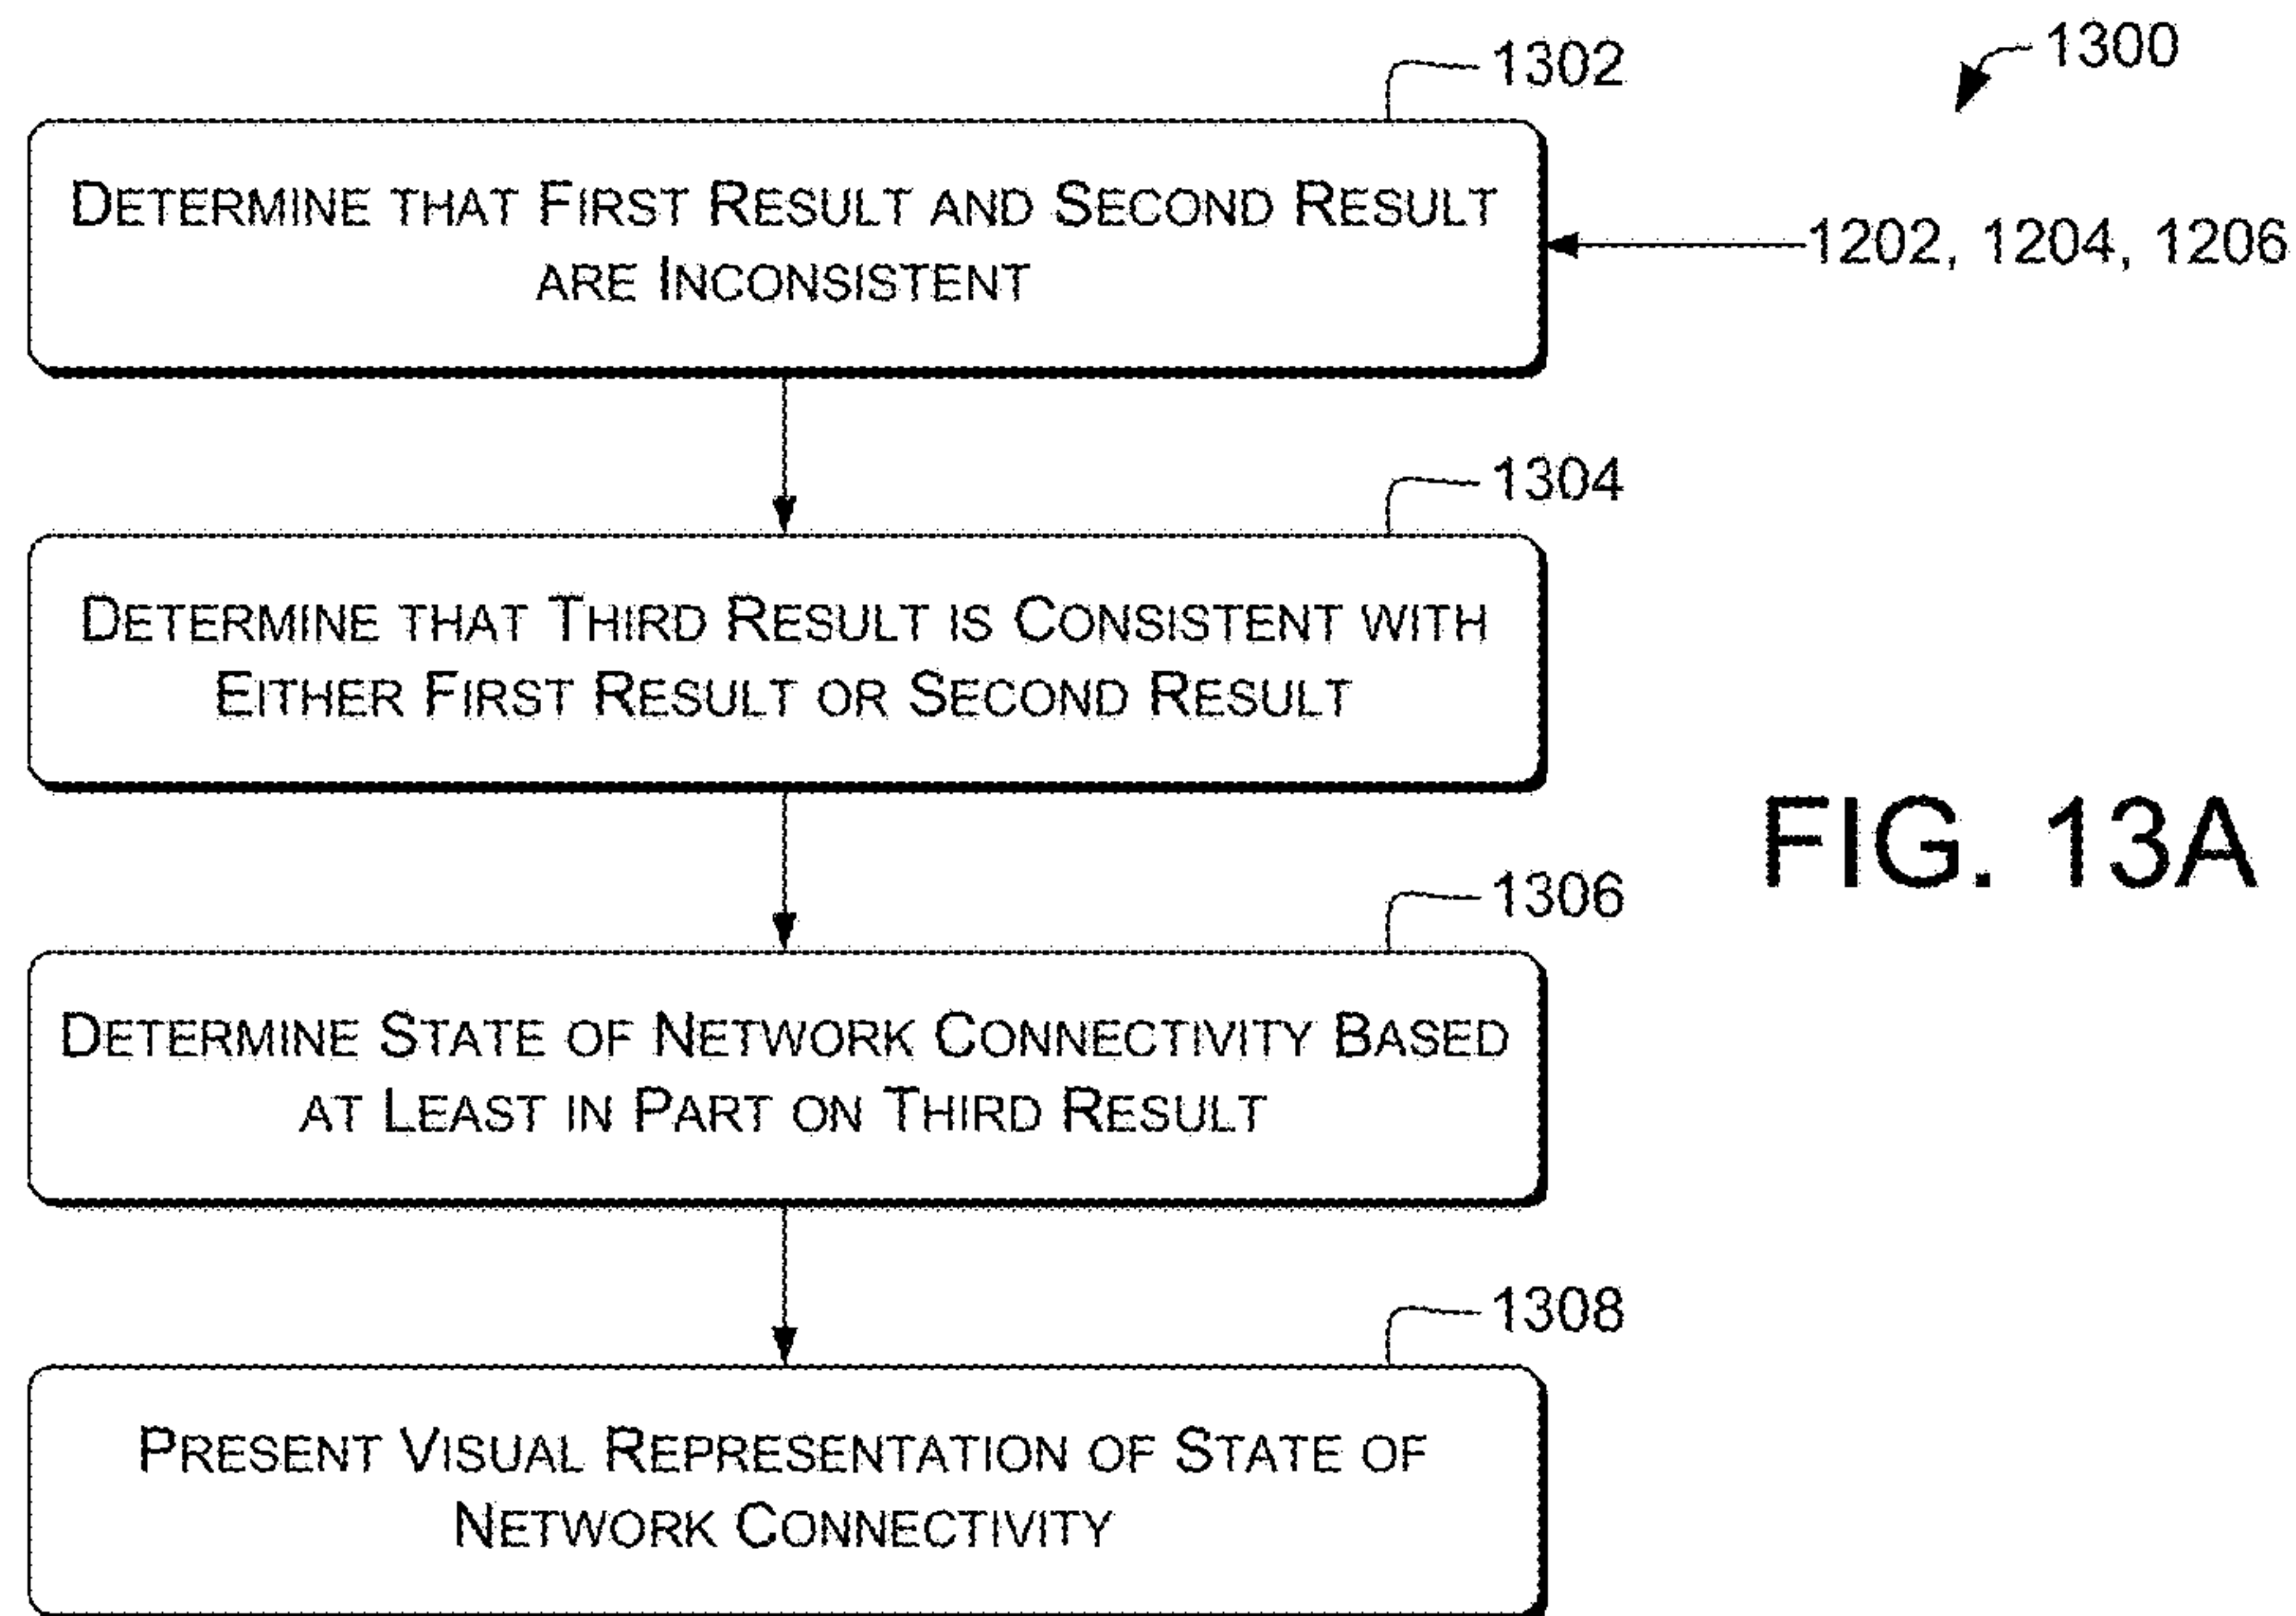 1300
1302
DETERMINE THAT FIRST RESULT AND SECOND RESULT
ARE INCONSISTENT
1202, 1204, 1206
1304
DETERMINE THAT THIRD RESULT IS CONSISTENT WITH
EITHER FIRST RESULT OR SECOND RESULT
FIG. 13A
1306
DETERMINE STATE OF NETWORK CONNECTIVITY BASED
AT LEAST IN PART ON THIRD RESULT
1308
PRESENT VISUAL REPRESENTATION OF STATE OF
NETWORK CONNECTIVITY